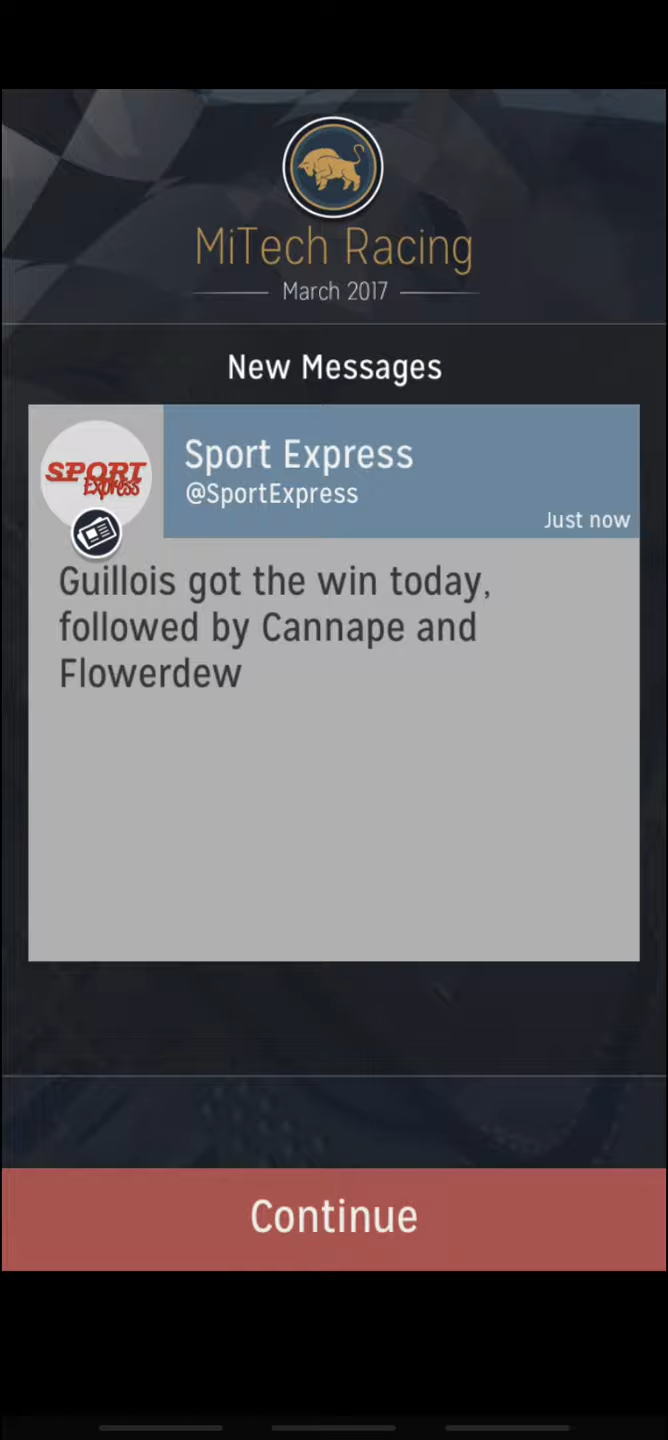 MiTech Racing
March 2017
New Messages
SPORT
EXPRESS
Sport Express
@SportExpress
Just now
Guillois got the win today,
followed by Cannape and
Flowerdew
Continue